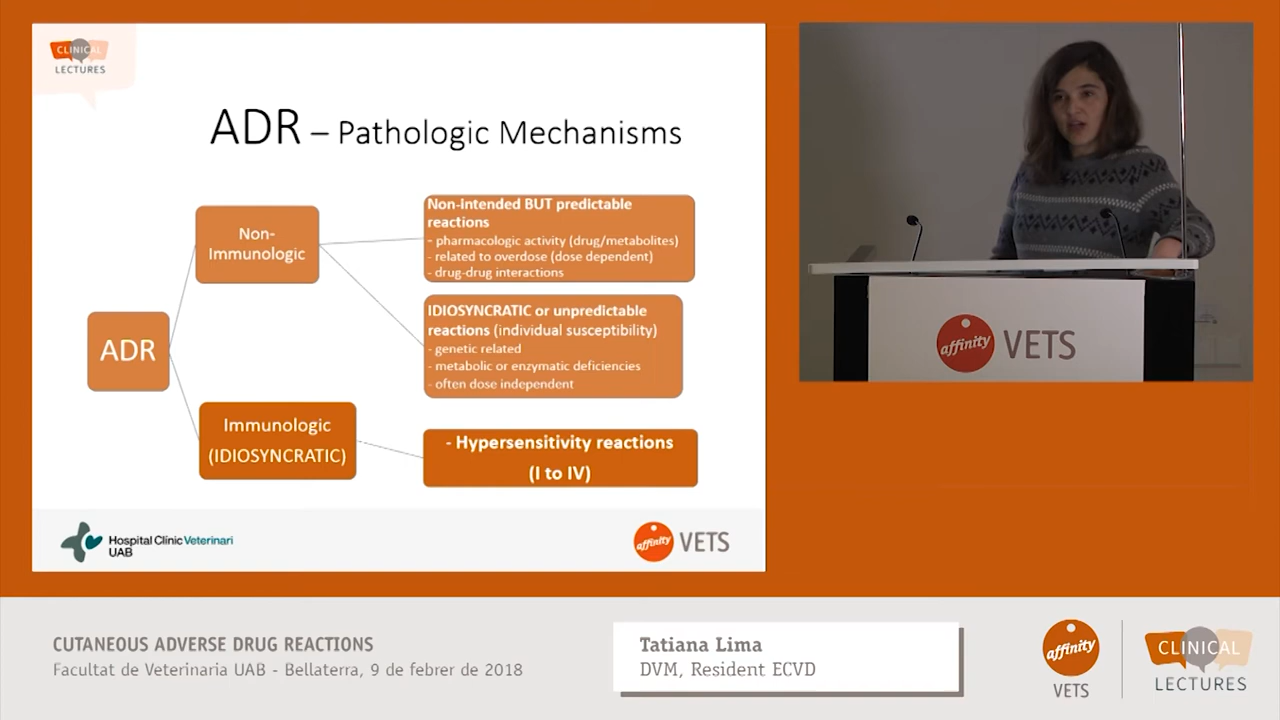 CLINICAL
LECTURES
ADR – Pathologic Mechanisms
Non-
Immunologic
Non-intended BUT predictable
reactions
- pharmacologic activity (drug/metabolites)
- related to overdose (dose dependent)
- drug-drug interactions
IDIOSYNCRATIC or unpredictable
reactions (individual susceptibility)
- genetic related
- metabolic or enzymatic deficiencies
- often dose independent
ADR
Immunologic
(IDIOSYNCRATIC)
- Hypersensitivity reactions
(I to IV)
Hospital Clínic Veterinari
UAB
affinity VETS
affinity VETS
CUTANEOUS ADVERSE DRUG REACTIONS
Facultat de Veterinaria UAB - Bellaterra, 9 de febrer de 2018
Tatiana Lima
DVM, Resident ECVD
affinity
VETS
CLINICAL
LECTURES